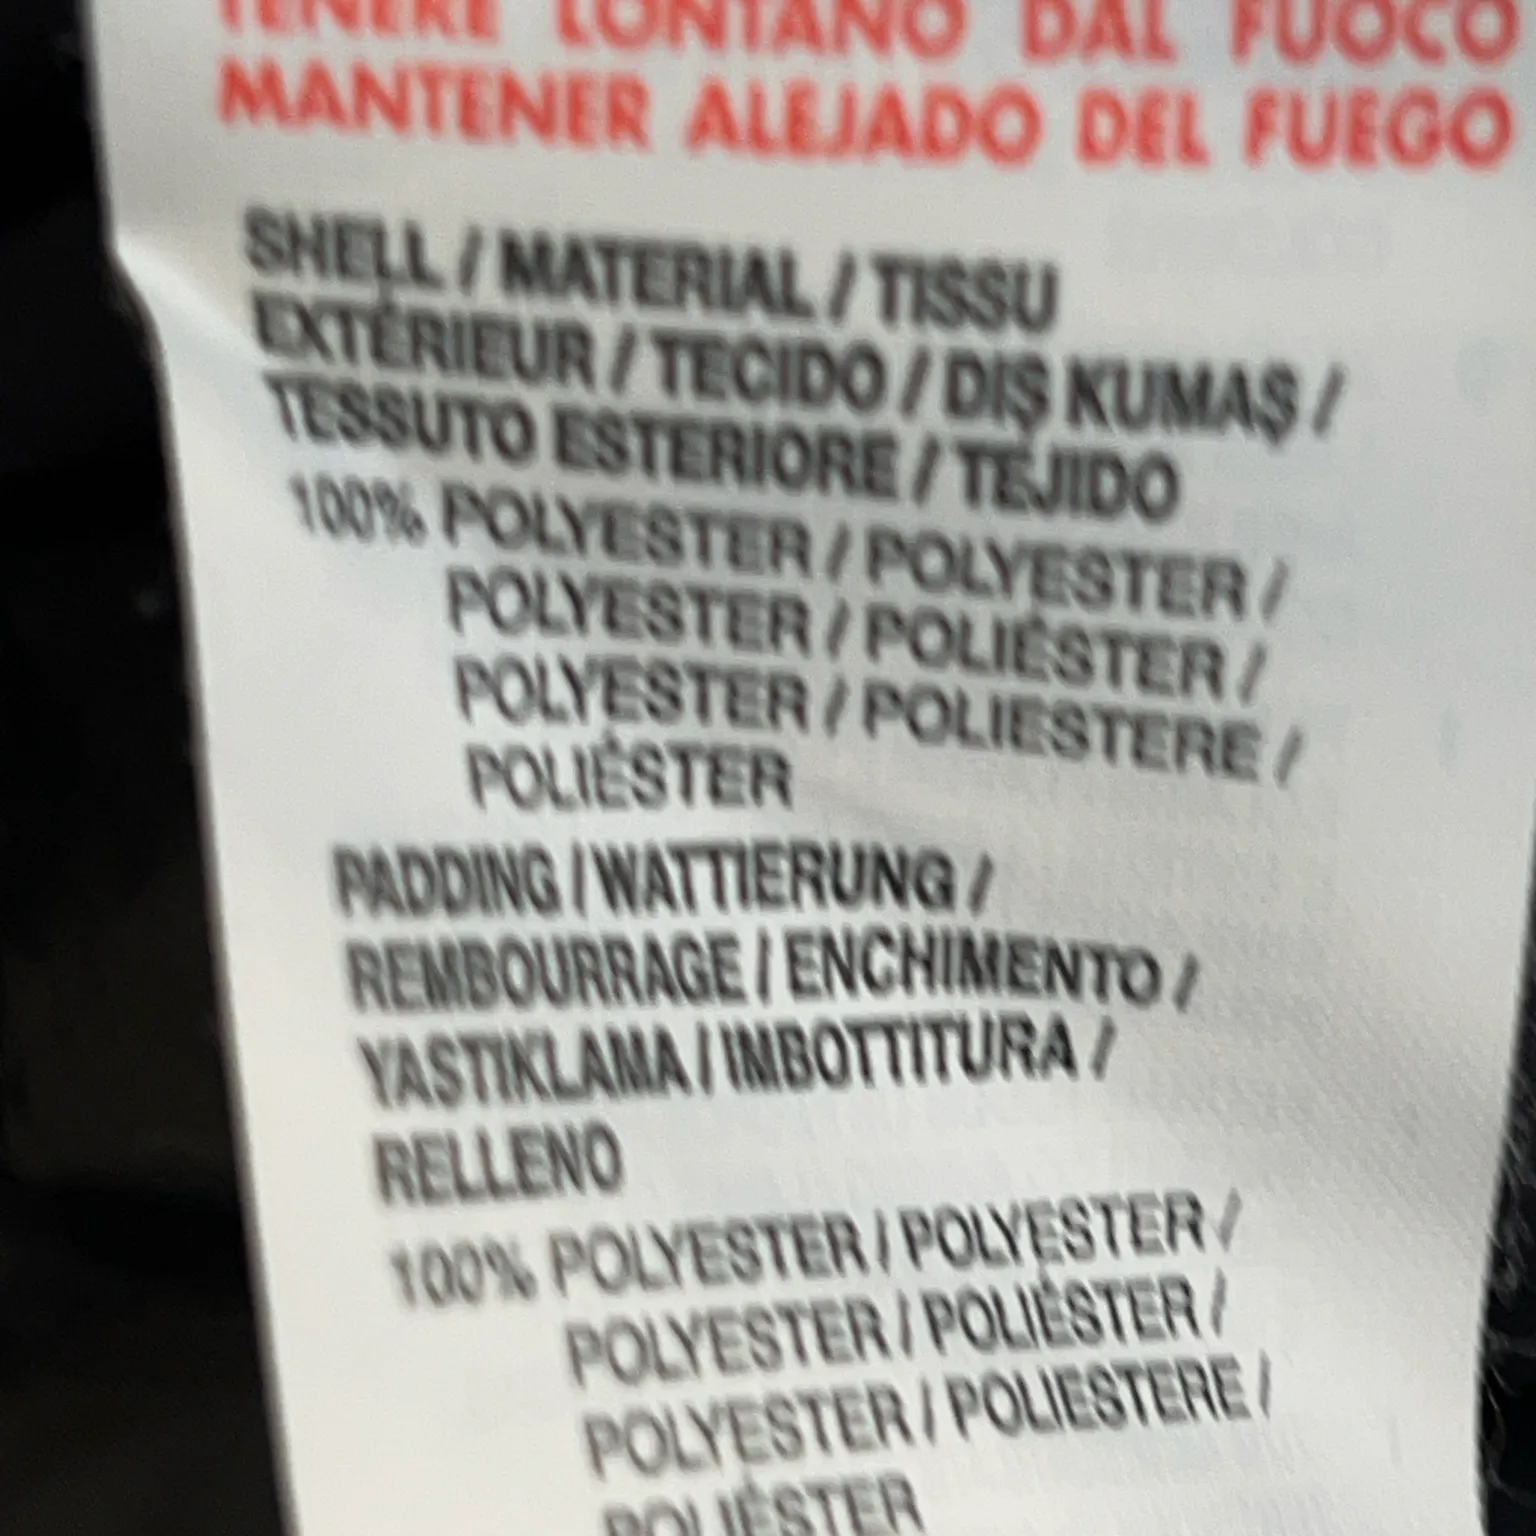 TENERE LONTANO DAL FUOCO
MANTENER ALEJADO DEL FUEGO
SHELL / MATERIAL / TISSU
EXTÉRIEUR / TECIDO / DIŞ KUMAŞ /
TESSUTO ESTERIORE / TEJIDO
100% POLYESTER / POLYESTER /
POLYESTER / POLIÉSTER /
POLYESTER / POLIESTERE /
POLIÉSTER
PADDING / WATTIERUNG /
REMBOURRAGE / ENCHIMENTO /
YASTIKLAMA / IMBOTTITURA /
RELLENO
100% POLYESTER / POLYESTER /
POLYESTER / POLIÉSTER /
POLYESTER / POLIESTERE /
POLIÉSTER